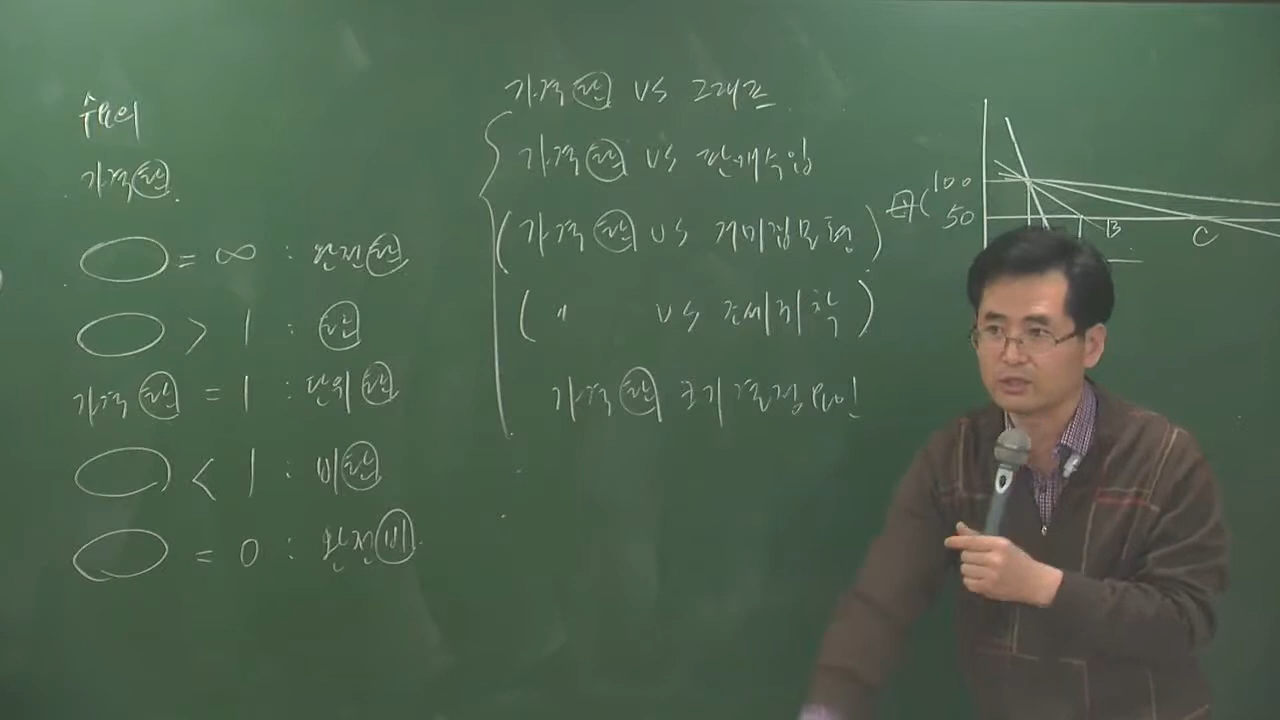 수요의
가격탄
= ∞ : 완전탄
> 1 : 탄
가격탄 = 1 : 단위탄
< 1 : 비탄
= 0 : 완전비
가격탄 VS 그래프
가격탄 VS 판매수입
(가격탄 VS 거미집모형)
( 〃 VS 조세귀착 )
가격탄 크기결정요인
100
50
B
C